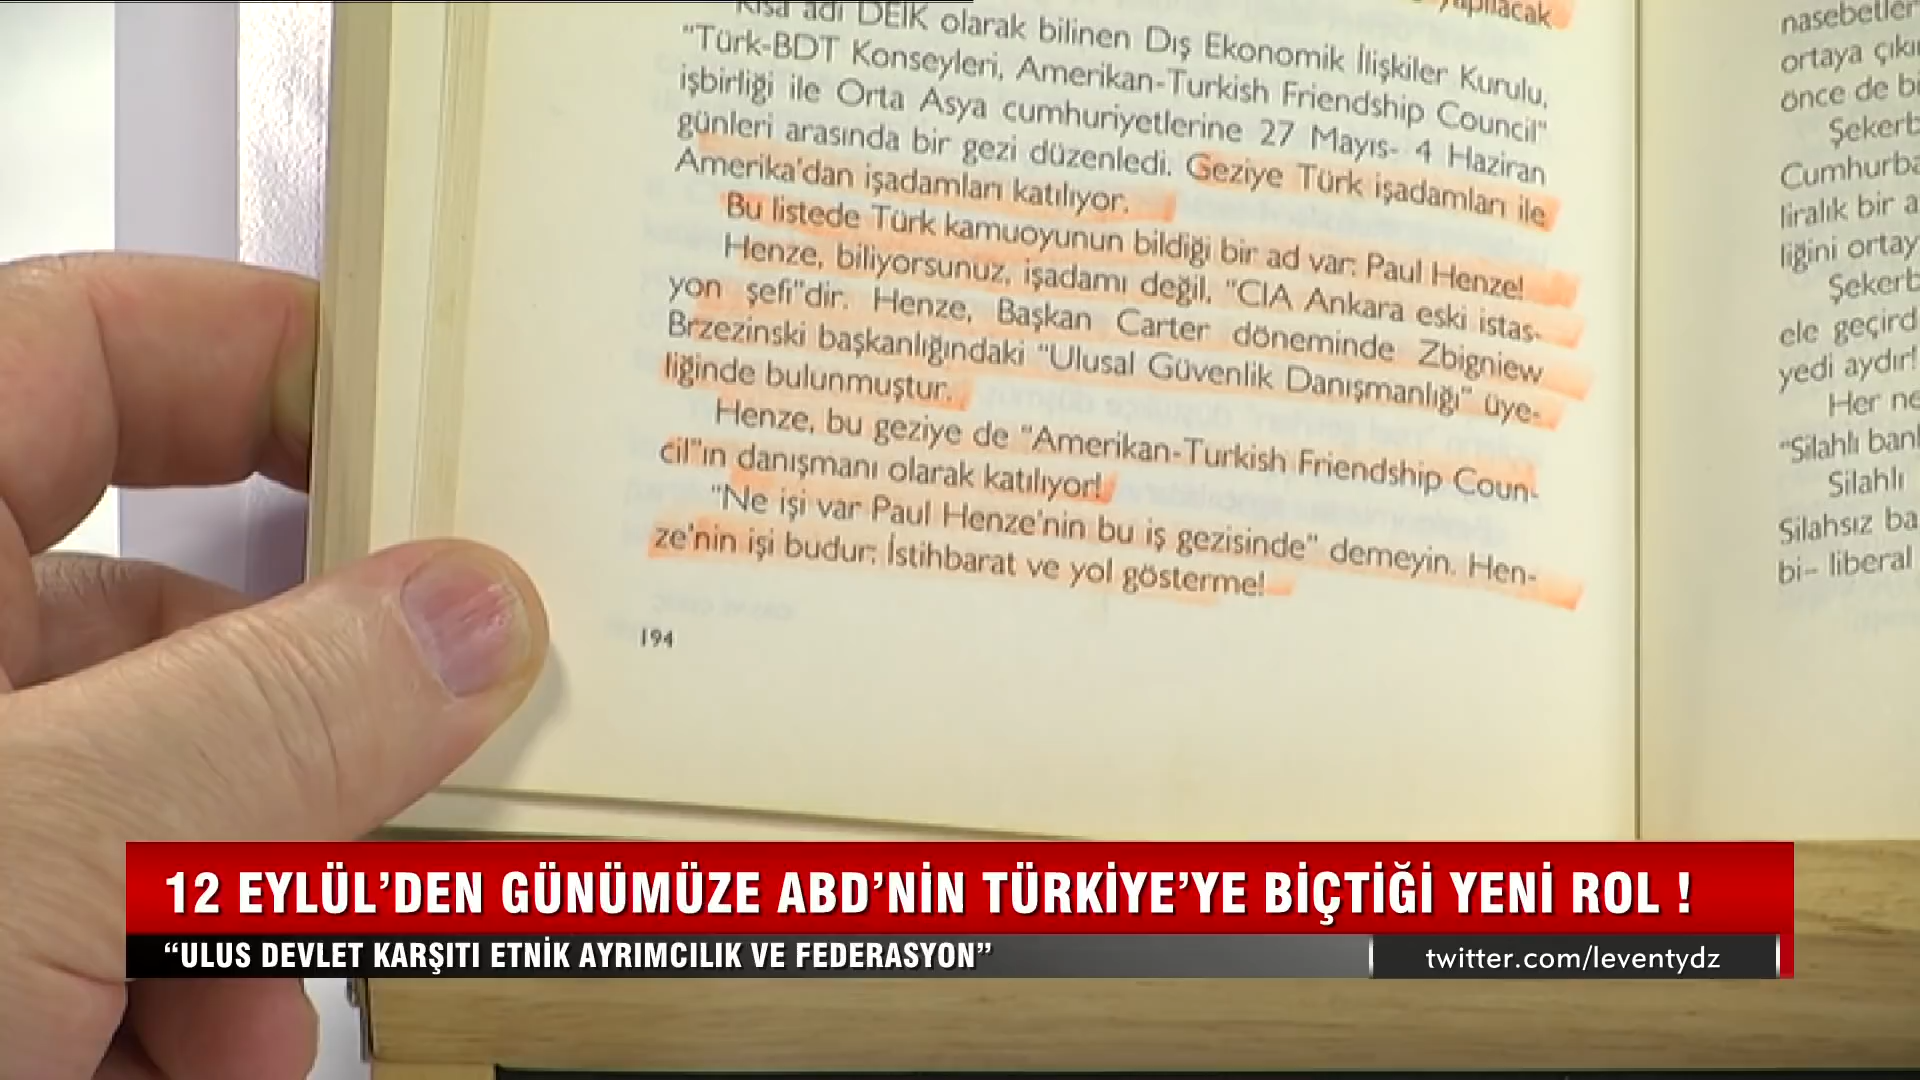 yapılacak
Kısa adı DEİK olarak bilinen Dış Ekonomik İlişkiler Kurulu,
"Türk-BDT Konseyleri, Amerikan-Turkish Friendship Council"
işbirliği ile Orta Asya cumhuriyetlerine 27 Mayıs- 4 Haziran
günleri arasında bir gezi düzenledi. Geziye Türk işadamları ile
Amerika'dan işadamları katılıyor.
Bu listede Türk kamuoyunun bildiği bir ad var: Paul Henze!
Henze, biliyorsunuz, işadamı değil, "CIA Ankara eski istas-
yon şefi"dir. Henze, Başkan Carter döneminde Zbigniew
Brzezinski başkanlığındaki "Ulusal Güvenlik Danışmanlığı" üye-
liğinde bulunmuştur.
Henze, bu geziye de "Amerikan-Turkish Friendship Coun-
cil"ın danışmanı olarak katılıyor!
"Ne işi var Paul Henze'nin bu iş gezisinde" demeyin. Hen-
ze'nin işi budur: İstihbarat ve yol gösterme!
194
nasebetler
ortaya çıkı
önce de bi
Şekerb
Cumhurba
liralık bir a
liğini ortay
Şekerb
ele geçird
yedi aydır!
Her ne
"Silahlı banl
Silahlı
Silahsız ba
bi– liberal
12 EYLÜL'DEN GÜNÜMÜZE ABD'NİN TÜRKİYE'YE BİÇTİĞİ YENİ ROL !
"ULUS DEVLET KARŞITI ETNİK AYRIMCILIK VE FEDERASYON"
twitter.com/leventydz